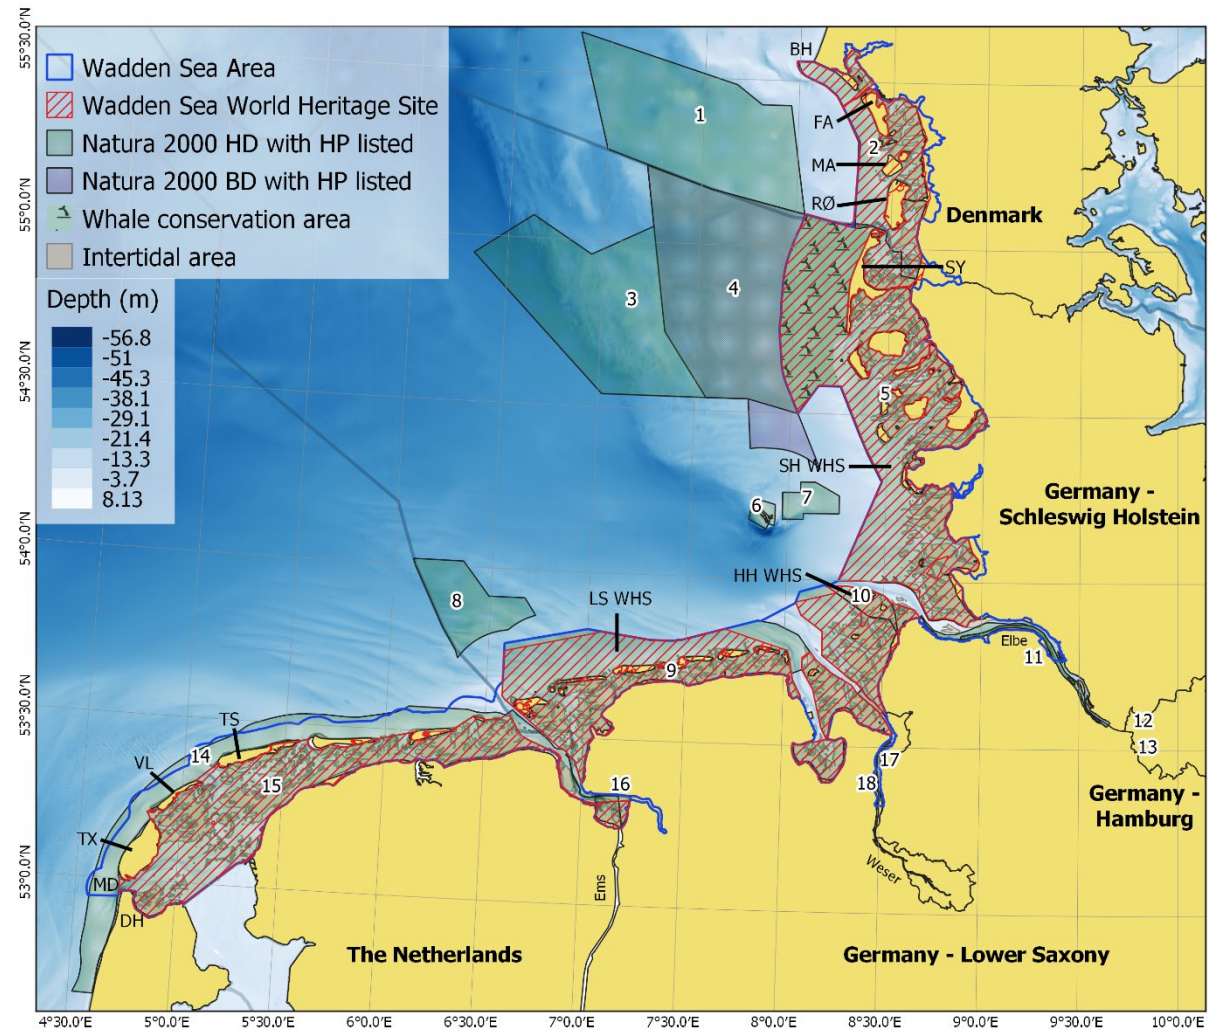 Wadden Sea Area
Wadden Sea World Heritage Site
Natura 2000 HD with HP listed
Natura 2000 BD with HP listed
Whale conservation area
Intertidal area
Depth (m)
-56.8
-51
-45.3
-38.1
-29.1
-21.4
-13.3
-3.7
8.13
55°30.0'N
55°0.0'N
54°30.0'N
54°0.0'N
53°30.0'N
53°0.0'N
BH
1
FA
2
MA
RØ
Denmark
SY
3
4
5
SH WHS
6
7
Germany -
Schleswig Holstein
HH WHS
10
LS WHS
8
9
Elbe
11
12
13
TS
14
VL
15
16
17
18
Germany -
Hamburg
TX
MD
DH
Ems
Weser
The Netherlands
Germany - Lower Saxony
4°30.0'E
5°0.0'E
5°30.0'E
6°0.0'E
6°30.0'E
7°0.0'E
7°30.0'E
8°0.0'E
8°30.0'E
9°0.0'E
9°30.0'E
10°0.0'E